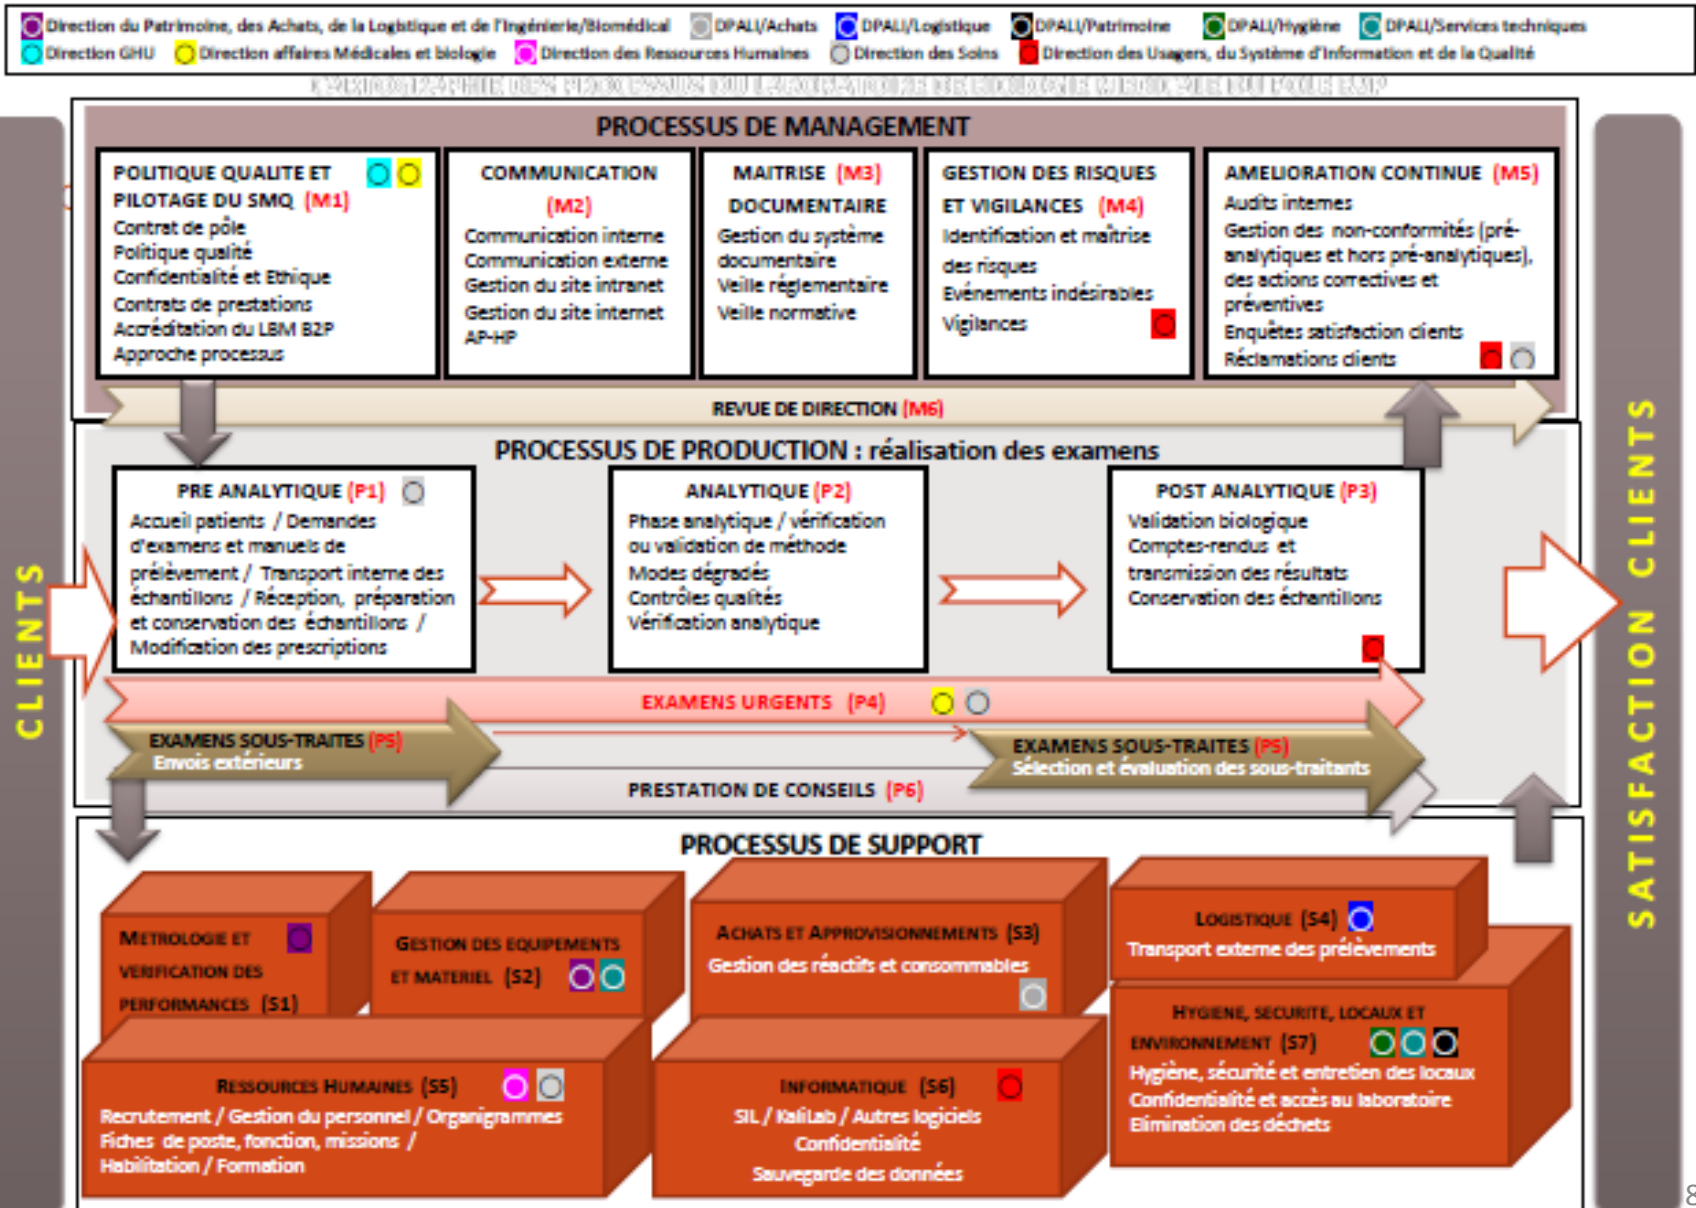 Direction du Patrimoine, des Achats, de la Logistique et de l'Ingénierie/Biomédical DPALI/Achats DPALI/Logistique DPALI/Patrimoine DPALI/Hygiène DPALI/Services techniques
Direction GHU Direction affaires Médicales et biologie Direction des Ressources Humaines Direction des Soins Direction des Usagers, du Système d'Information et de la Qualité
CARTOGRAPHIE DES PROCESSUS DU LABORATOIRE DE BIOLOGIE MEDICALE DU POLE B2P
CLIENTS
PROCESSUS DE MANAGEMENT
POLITIQUE QUALITE ET
PILOTAGE DU SMQ (M1)
Contrat de pôle
Politique qualité
Confidentialité et Ethique
Contrats de prestations
Accréditation du LBM B2P
Approche processus
COMMUNICATION
(M2)
Communication interne
Communication externe
Gestion du site intranet
Gestion du site internet
AP-HP
MAITRISE (M3)
DOCUMENTAIRE
Gestion du système
documentaire
Veille réglementaire
Veille normative
GESTION DES RISQUES
ET VIGILANCES (M4)
Identification et maîtrise
des risques
Evénements indésirables
Vigilances
AMELIORATION CONTINUE (M5)
Audits internes
Gestion des non-conformités (pré-
analytiques et hors pré-analytiques),
des actions correctives et
préventives
Enquêtes satisfaction clients
Réclamations clients
REVUE DE DIRECTION (M6)
PROCESSUS DE PRODUCTION : réalisation des examens
PRE ANALYTIQUE (P1)
Accueil patients / Demandes
d'examens et manuels de
prélèvement / Transport interne des
échantillons / Réception, préparation
et conservation des échantillons /
Modification des prescriptions
ANALYTIQUE (P2)
Phase analytique / vérification
ou validation de méthode
Modes dégradés
Contrôles qualités
Vérification analytique
POST ANALYTIQUE (P3)
Validation biologique
Comptes-rendus et
transmission des résultats
Conservation des échantillons
EXAMENS URGENTS (P4)
EXAMENS SOUS-TRAITES (P5)
Envois extérieurs
EXAMENS SOUS-TRAITES (P5)
Sélection et évaluation des sous-traitants
PRESTATION DE CONSEILS (P6)
PROCESSUS DE SUPPORT
METROLOGIE ET
VERIFICATION DES
PERFORMANCES (S1)
GESTION DES EQUIPEMENTS
ET MATERIEL (S2)
ACHATS ET APPROVISIONNEMENTS (S3)
Gestion des réactifs et consommables
LOGISTIQUE (S4)
Transport externe des prélèvements
RESSOURCES HUMAINES (S5)
Recrutement / Gestion du personnel / Organigrammes
Fiches de poste, fonction, missions /
Habilitation / Formation
INFORMATIQUE (S6)
SIL / KaliLab / Autres logiciels
Confidentialité
Sauvegarde des données
HYGIENE, SECURITE, LOCAUX ET
ENVIRONNEMENT (S7)
Hygiène, sécurité et entretien des locaux
Confidentialité et accès au laboratoire
Elimination des déchets
SATISFACTION CLIENTS
8